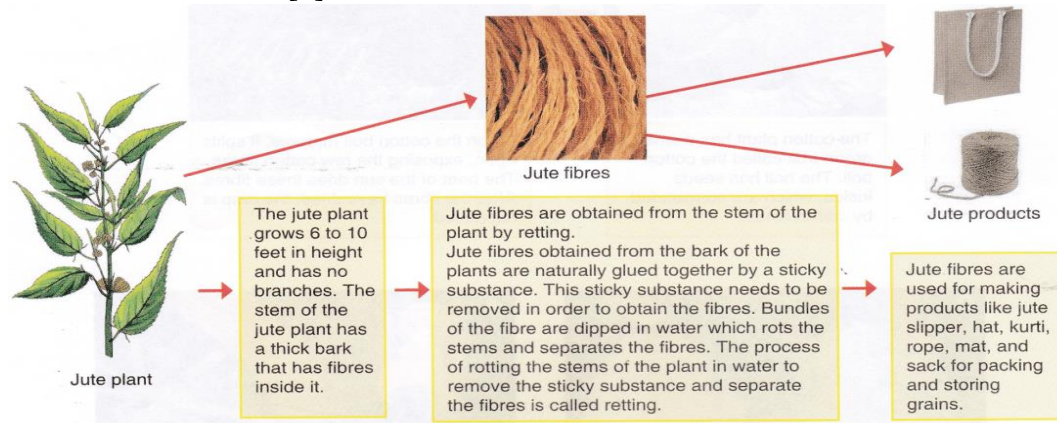 Jute fibres
Jute products
Jute plant
The jute plant
grows 6 to 10
feet in height
and has no
branches. The
stem of the
jute plant has
a thick bark
that has fibres
inside it.
Jute fibres are obtained from the stem of the
plant by retting.
Jute fibres obtained from the bark of the
plants are naturally glued together by a sticky
substance. This sticky substance needs to be
removed in order to obtain the fibres. Bundles
of the fibre are dipped in water which rots the
stems and separates the fibres. The process
of rotting the stems of the plant in water to
remove the sticky substance and separate
the fibres is called retting.
Jute fibres are
used for making
products like jute
slipper, hat, kurti,
rope, mat, and
sack for packing
and storing
grains.